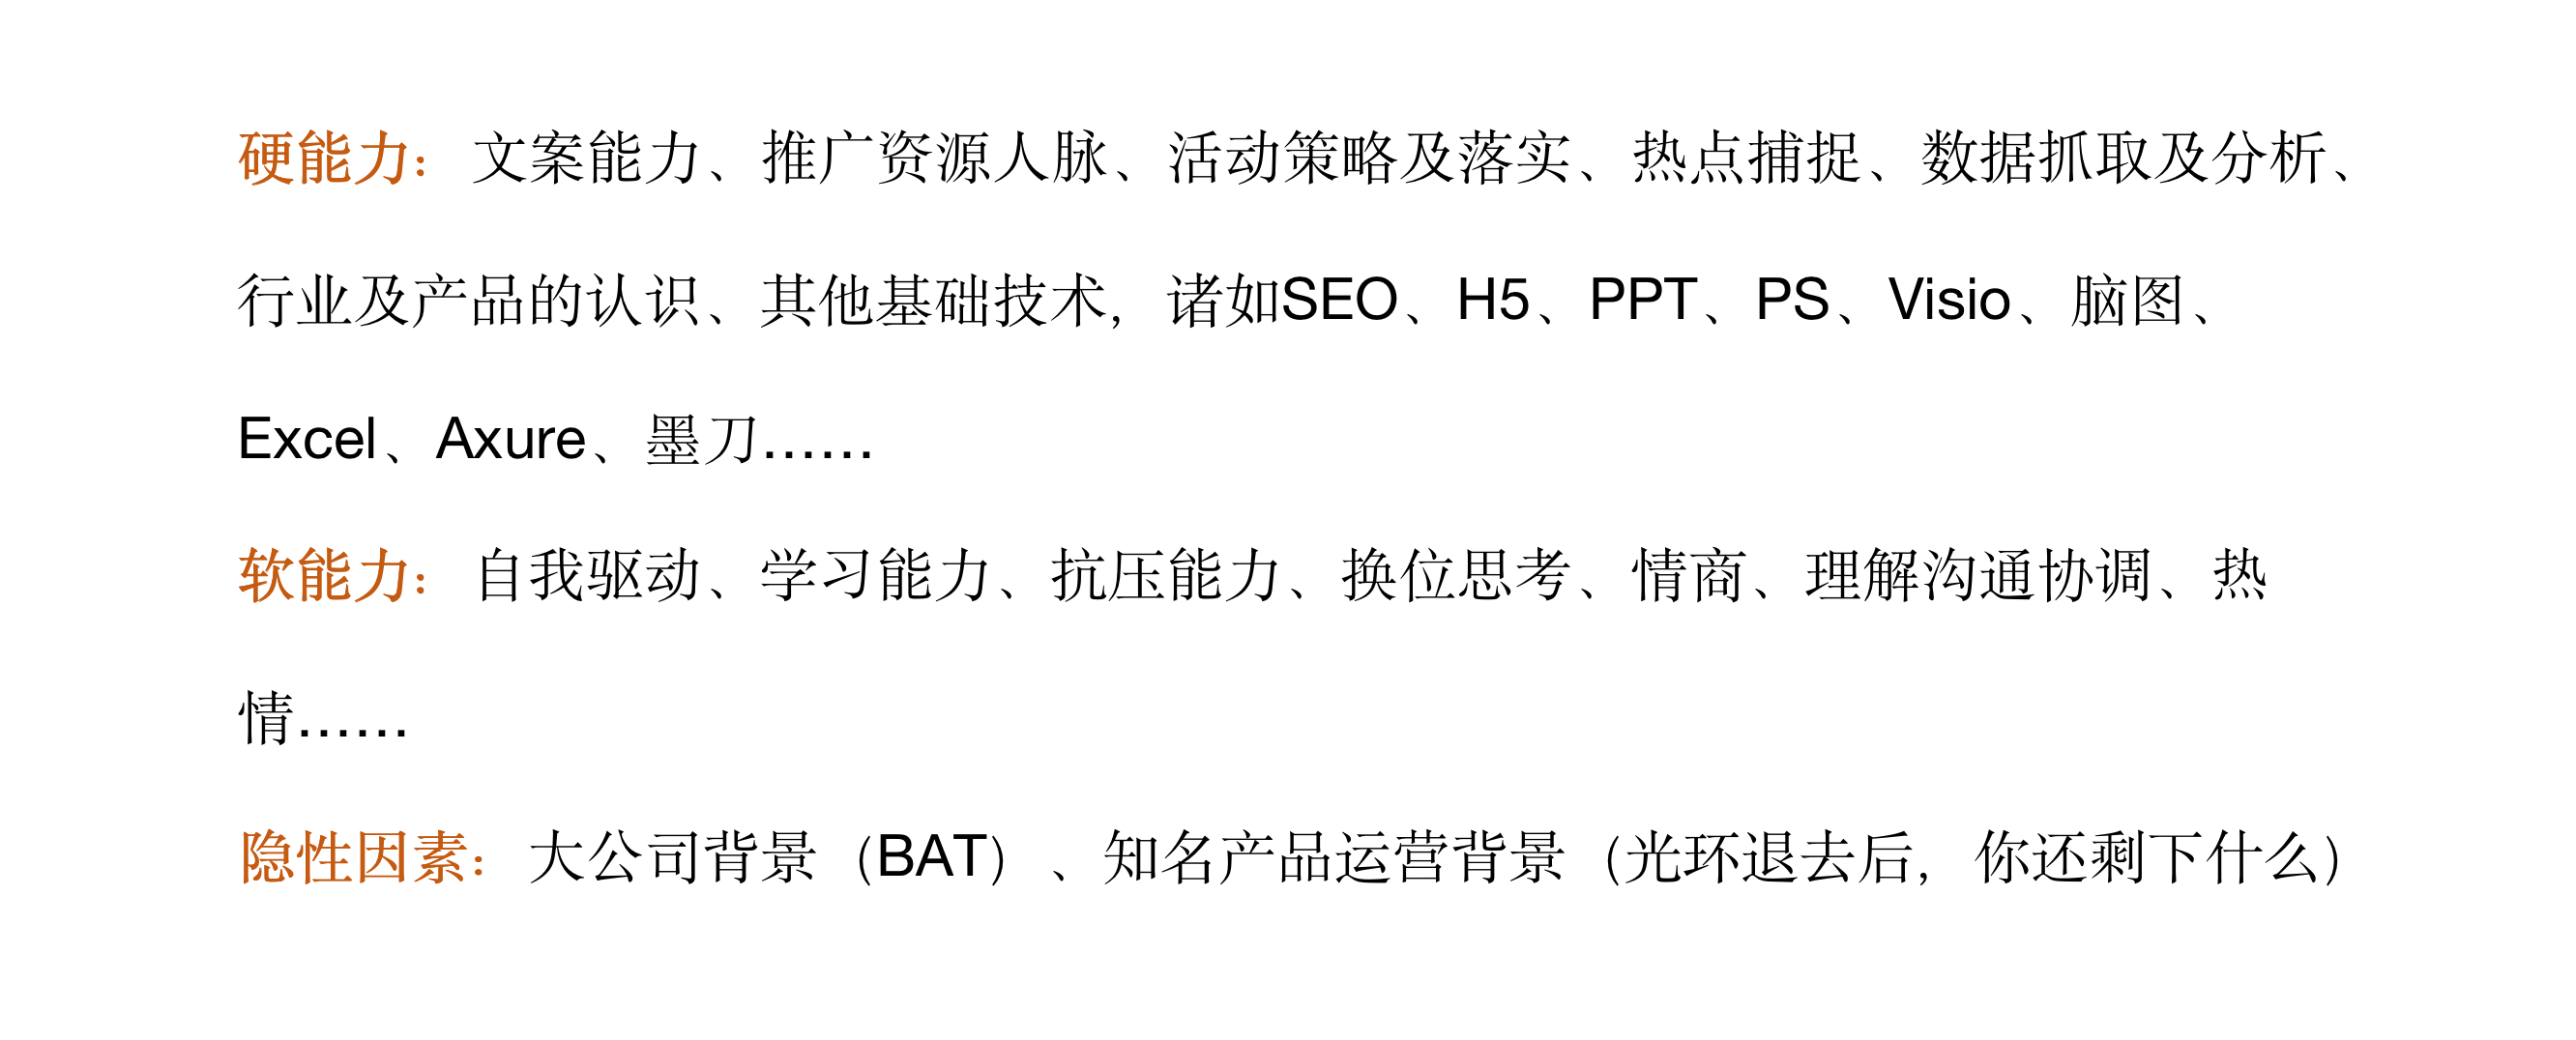 硬能力：文案能力、推广资源人脉、活动策略及落实、热点捕捉、数据抓取及分析、
行业及产品的认识、其他基础技术，诸如SEO、H5、PPT、PS、Visio、脑图、
Excel、Axure、墨刀……
软能力：自我驱动、学习能力、抗压能力、换位思考、情商、理解沟通协调、热
情……
隐性因素：大公司背景（BAT）、知名产品运营背景（光环退去后，你还剩下什么）